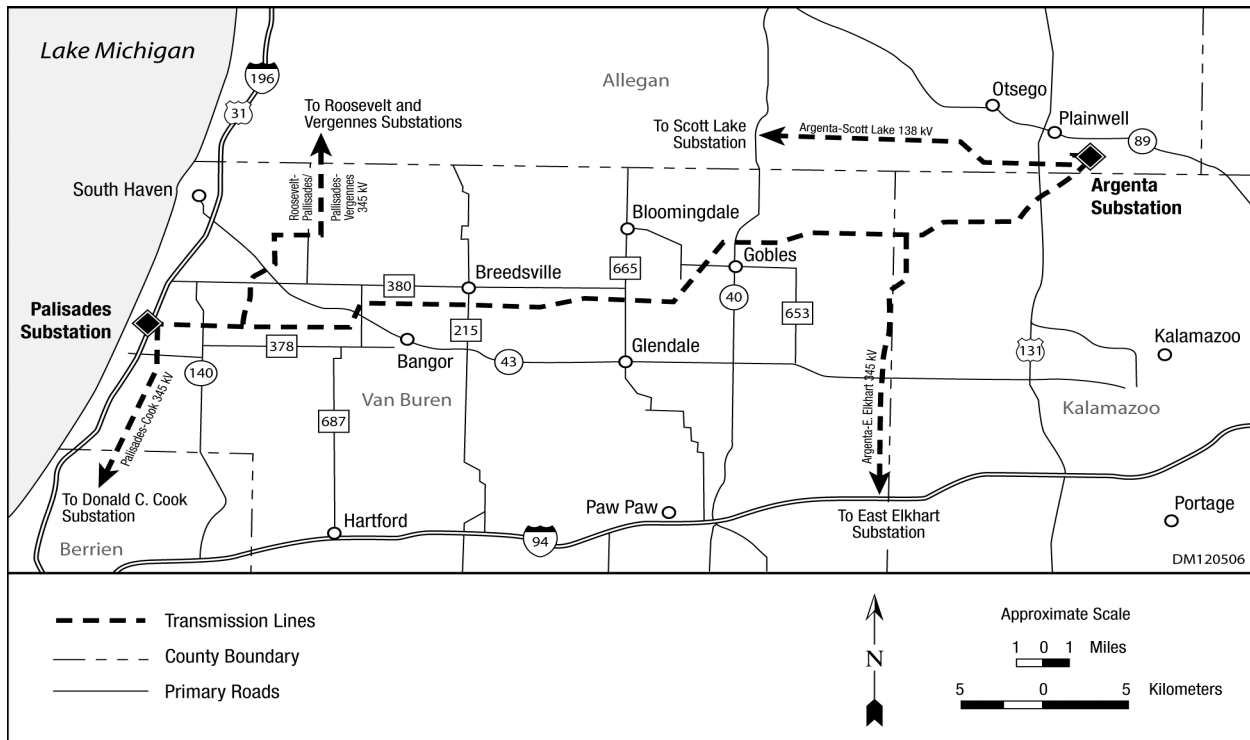 Lake Michigan
196
31
To Roosevelt and
Vergennes Substations
Allegan
Otsego
Plainwell
To Scott Lake
Substation
Argenta-Scott Lake 138 kV
89
Argenta
Substation
South Haven
Roosevelt-
Pallisades/
Pallisades-
Vergennes
345 kV
Bloomingdale
Gobles
380
Breedsville
665
40
653
Palisades
Substation
215
378
Bangor
43
Glendale
131
Kalamazoo
140
Van Buren
687
Kalamazoo
Palisades-Cook 345 kV
Argenta-E. Elkhart 345 kV
To Donald C. Cook
Substation
Hartford
Paw Paw
To East Elkhart
Substation
Portage
Berrien
94
DM120506
Transmission Lines
County Boundary
Primary Roads
N
Approximate Scale
1 0 1 Miles
5 0 5 Kilometers